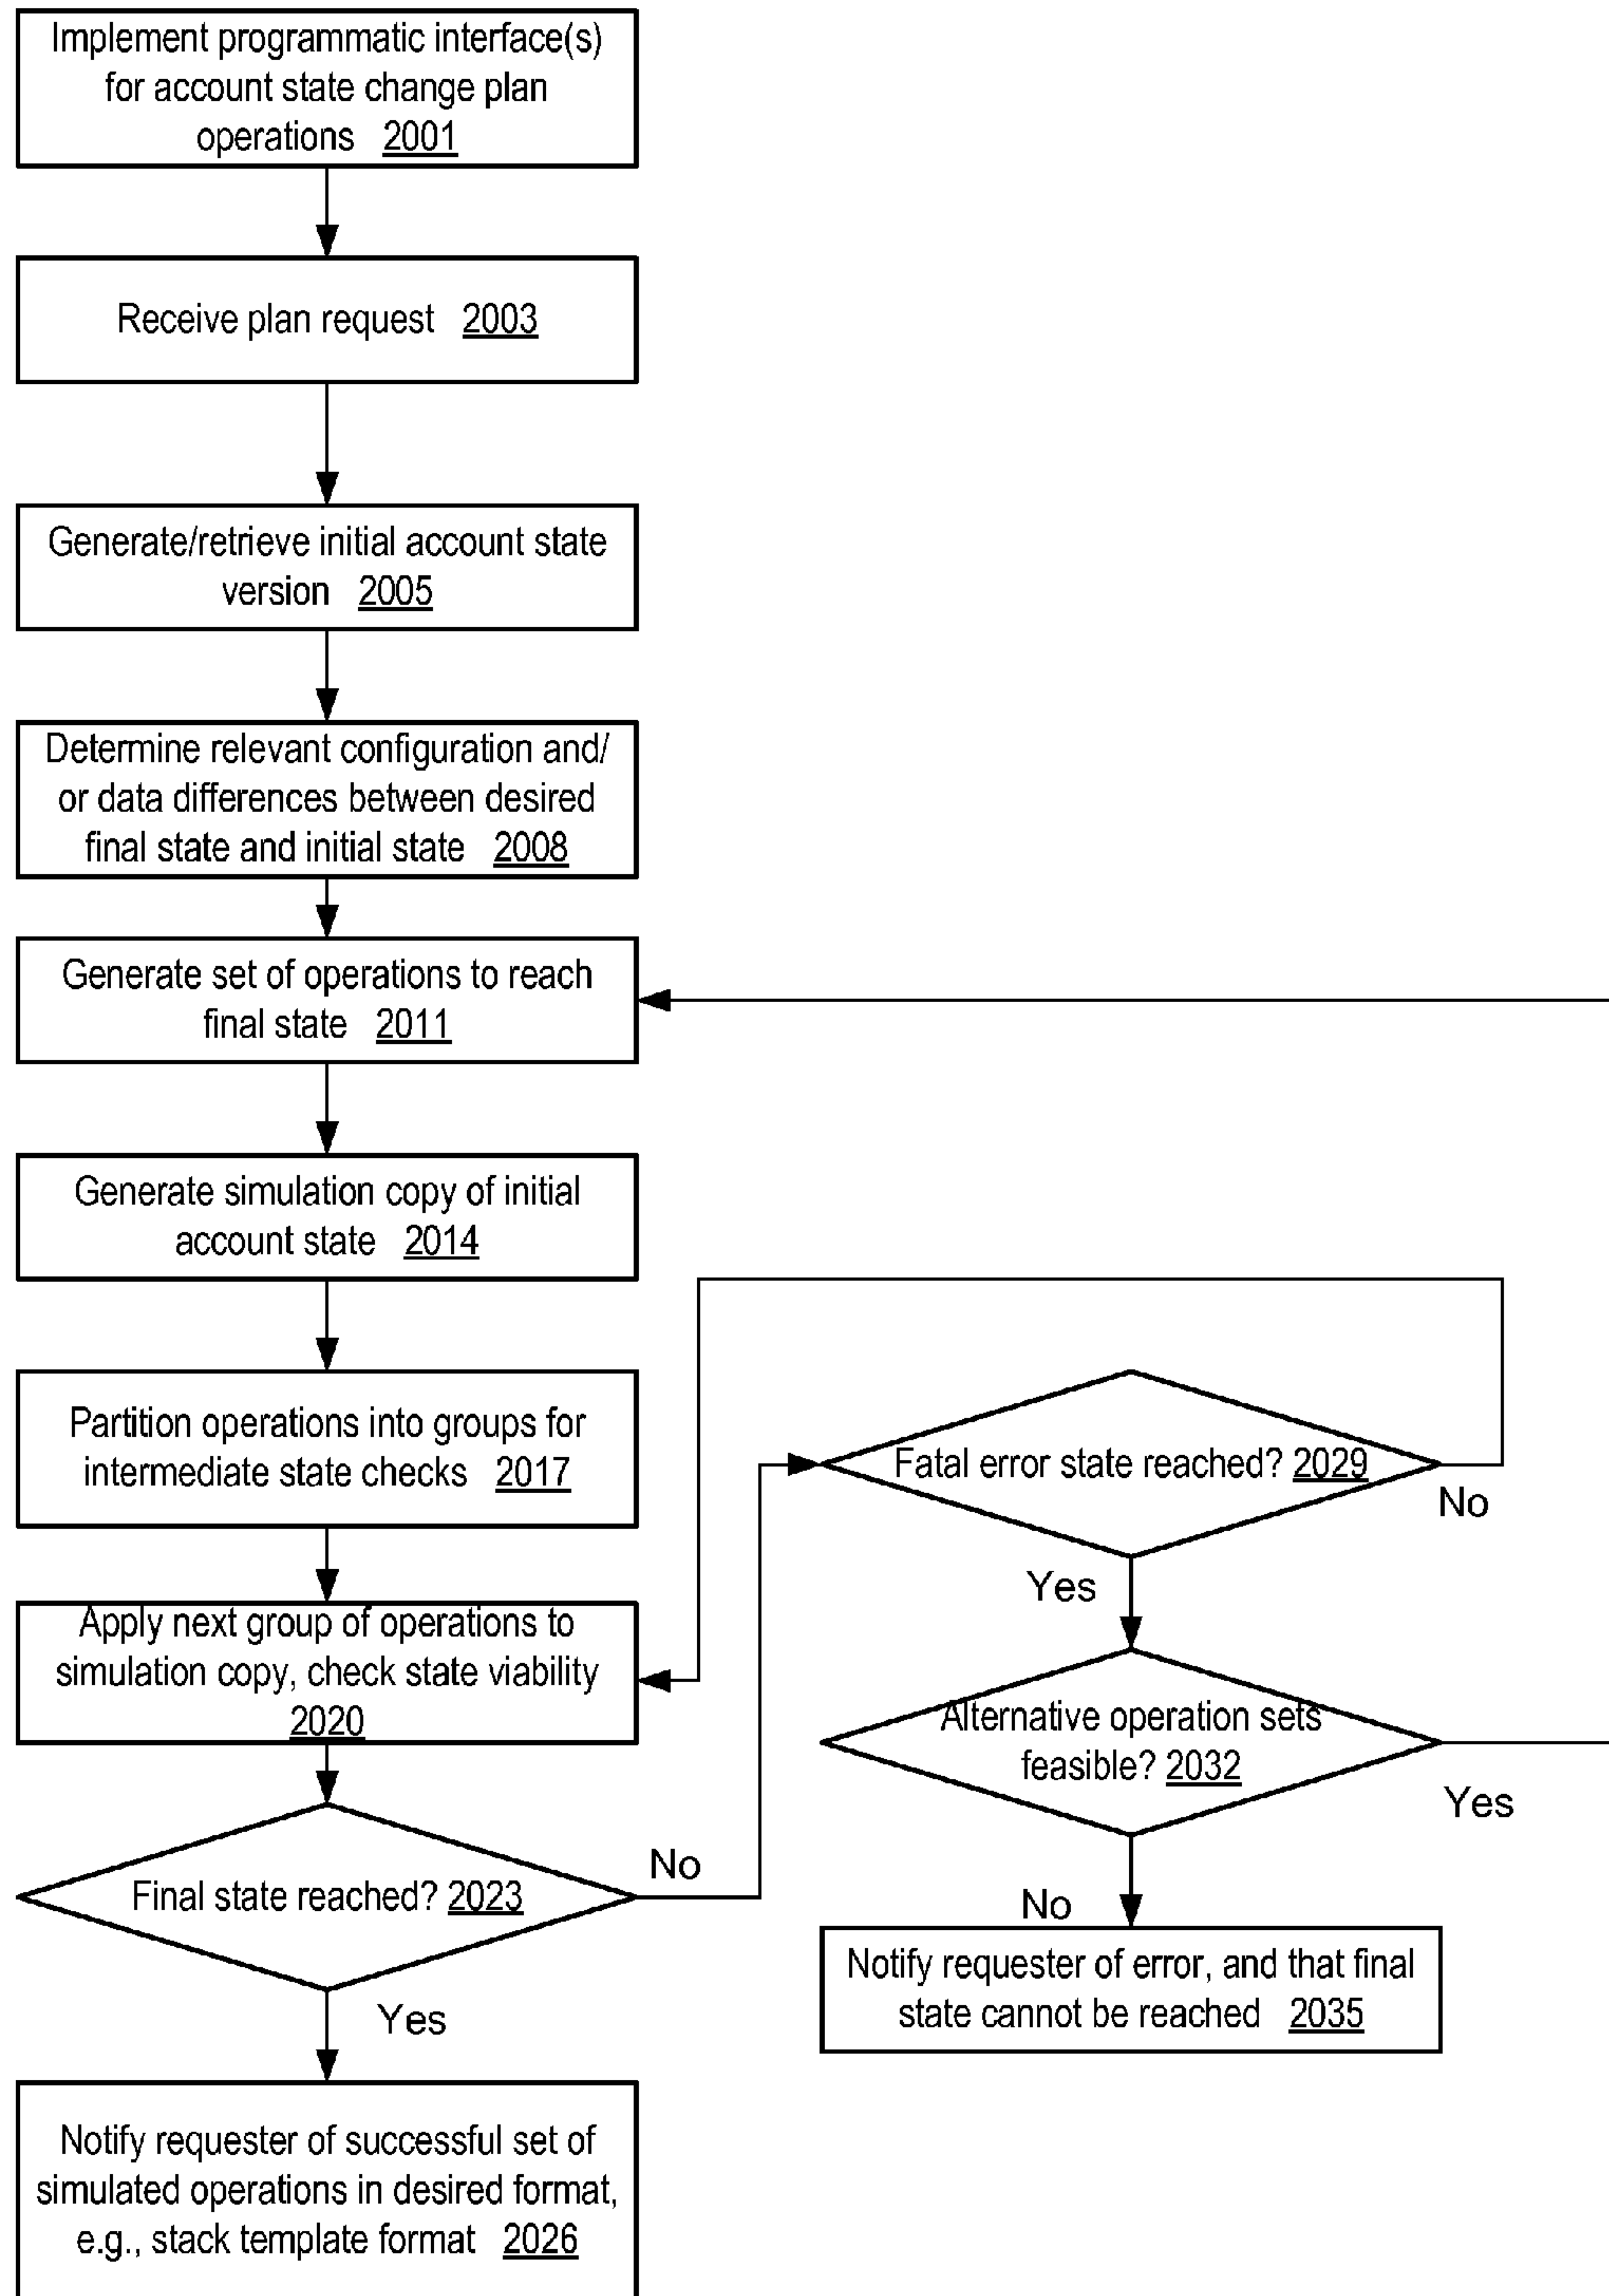 Implement programmatic interface(s)
for account state change plan
operations 2001
Receive plan request 2003
Generate/retrieve initial account state
version 2005
Determine relevant configuration and/
or data differences between desired
final state and initial state 2008
Generate set of operations to reach
final state 2011
Generate simulation copy of initial
account state 2014
Partition operations into groups for
intermediate state checks 2017
Apply next group of operations to
simulation copy, check state viability
2020
Final state reached? 2023
No
Yes
Notify requester of successful set of
simulated operations in desired format,
e.g., stack template format 2026
Fatal error state reached? 2029
No
Yes
Alternative operation sets
feasible? 2032
Yes
No
Notify requester of error, and that final
state cannot be reached 2035